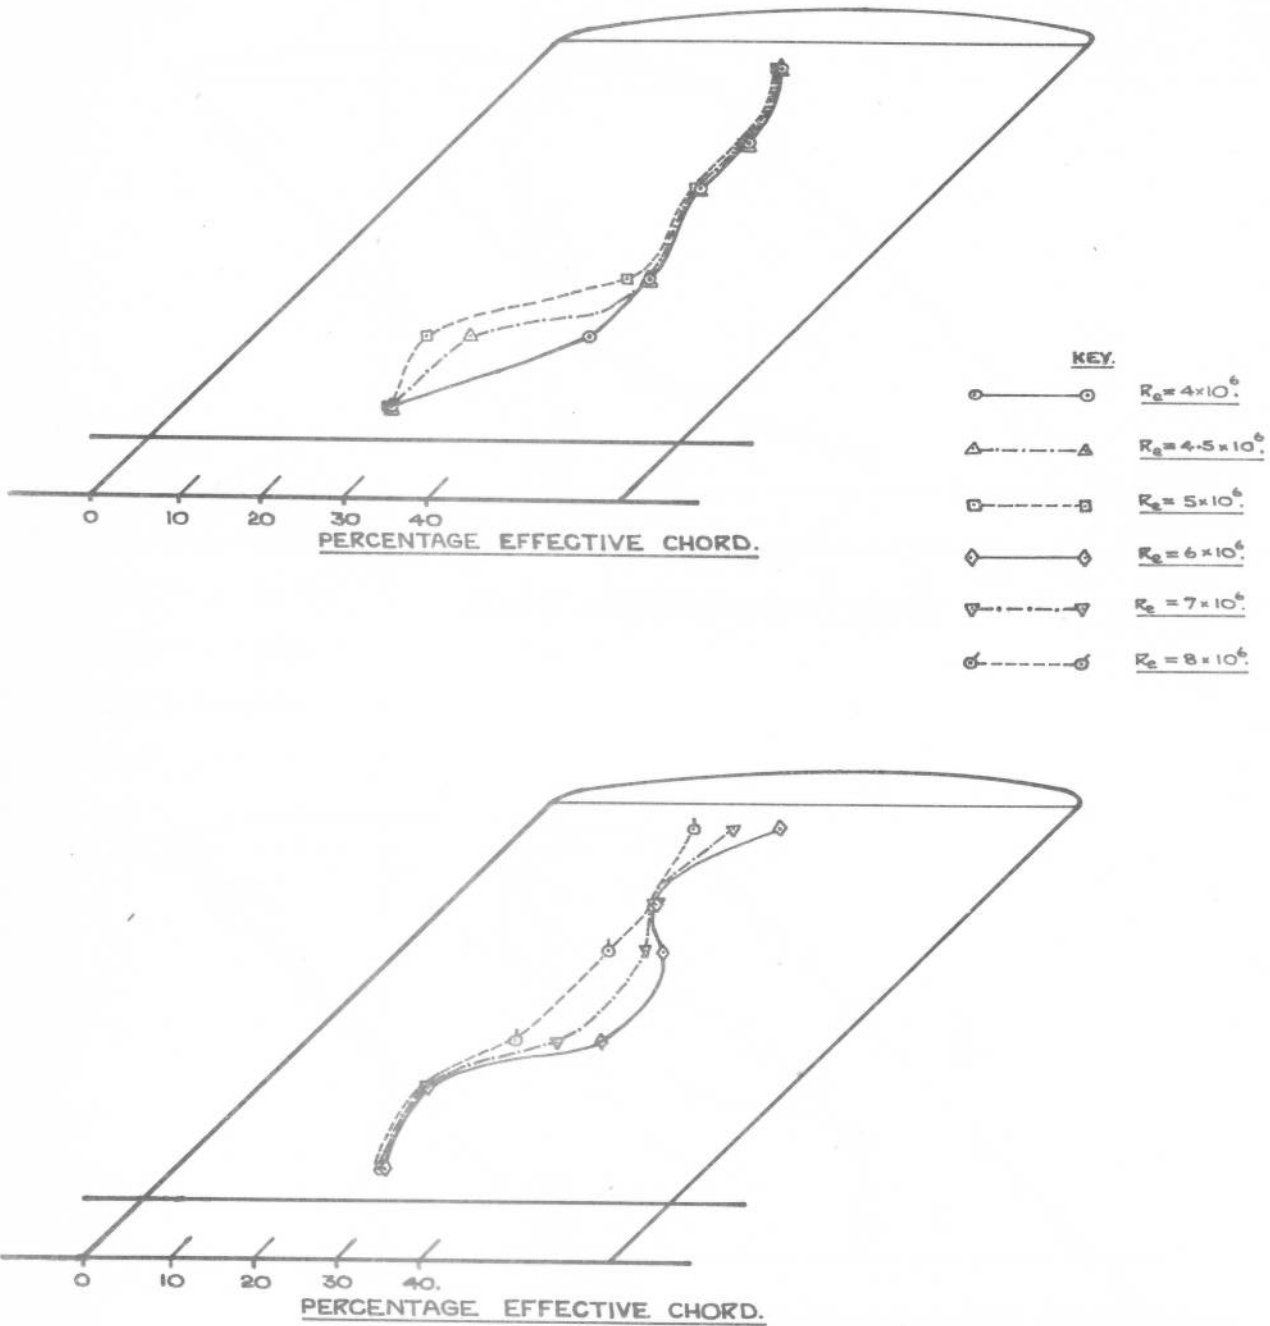 0 10 20 30 40
PERCENTAGE EFFECTIVE CHORD.
KEY.
Re = 4×10⁶.
Re = 4·5×10⁶.
Re = 5×10⁶.
Re = 6×10⁶.
Re = 7×10⁶.
Re = 8×10⁶.
0 10 20 30 40.
PERCENTAGE EFFECTIVE CHORD.